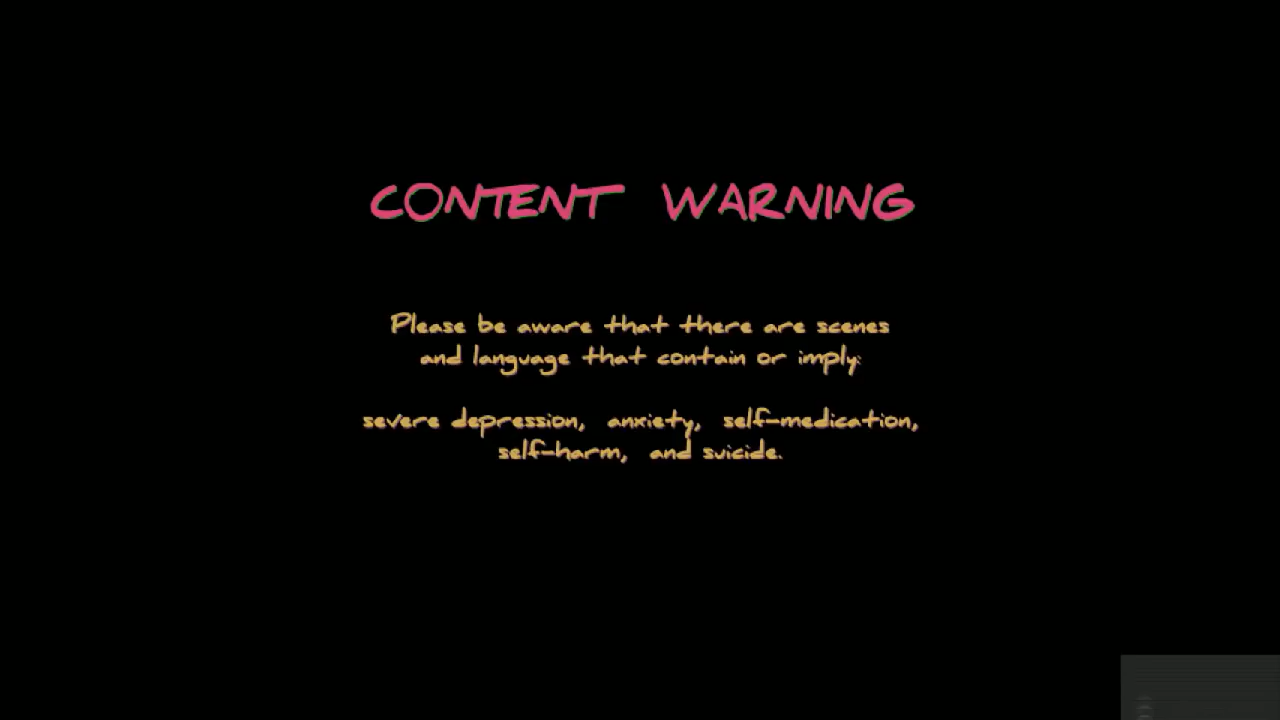 CONTENT WARNING
Please be aware that there are scenes
and language that contain or imply:
severe depression, anxiety, self-medication,
self-harm, and suicide.